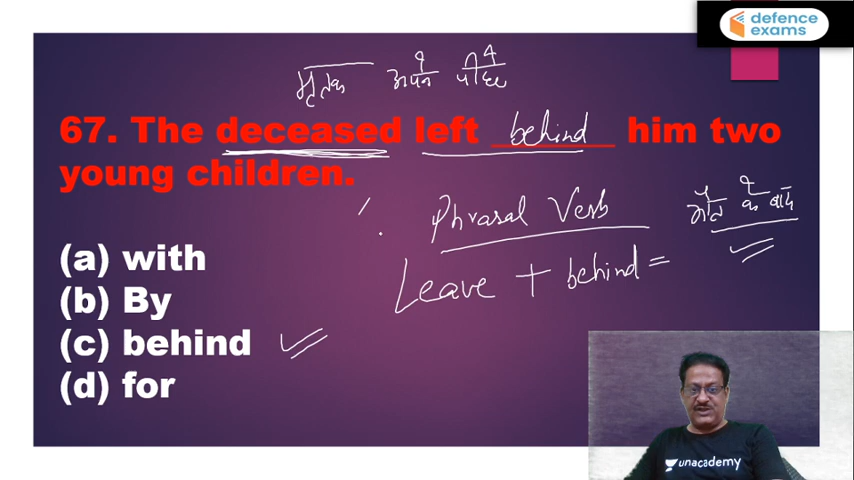 defence
exams
मृतक अपने पीछे
67. The deceased left behind him two
young children.
Phrasal Verb
मौत के बाद
Leave + behind =
(a) with
(b) By
(c) behind
(d) for
unacademy